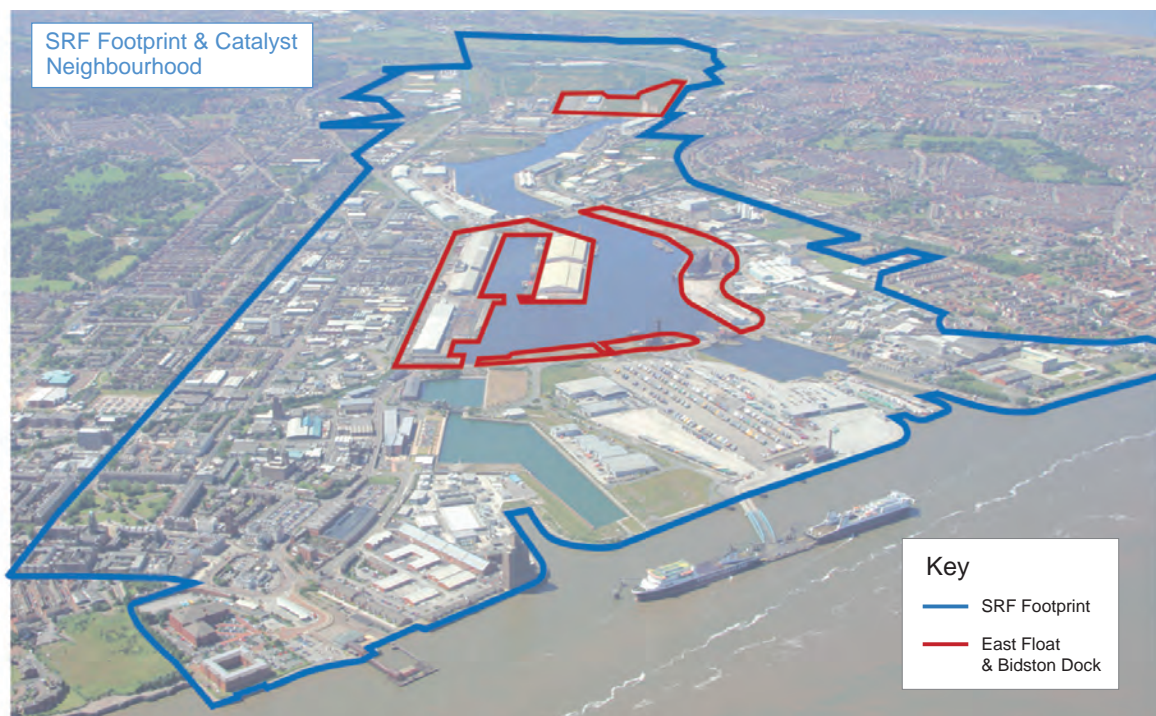 SRF Footprint & Catalyst
Neighbourhood
Key
SRF Footprint
East Float
& Bidston Dock